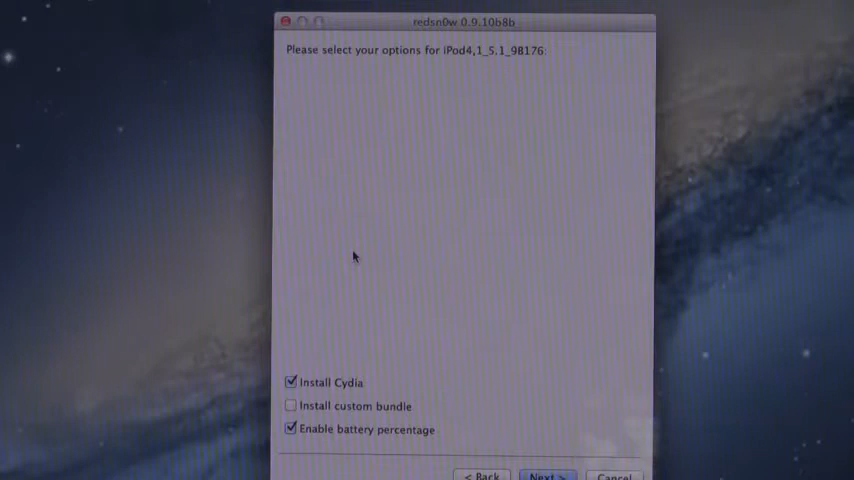 redsn0w 0.9.10b8b
Please select your options for iPod4,1_5.1_9B176:
Install Cydia
Install custom bundle
Enable battery percentage
< Back Next > Cancel